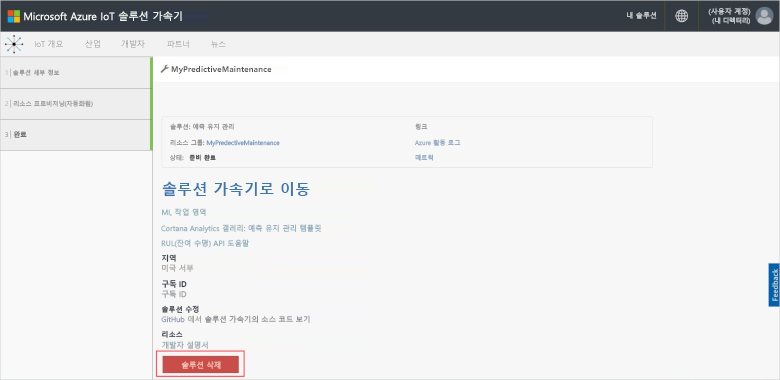 Microsoft Azure IoT 솔루션 가속기
내 솔루션
(사용자 계정)
(내 디렉터리)
IoT 개요 산업 개발자 파트너 뉴스
1 | 솔루션 세부 정보
2 | 리소스 프로비저닝(자동화됨)
3 | 완료
MyPredictiveMaintenance
솔루션: 예측 유지 관리
링크
리소스 그룹: MyPredectiveMaintenance
Azure 활동 로그
상태: 준비 완료
메트릭
솔루션 가속기로 이동
ML 작업 영역
Cortana Analytics 갤러리: 예측 유지 관리 템플릿
RUL(잔여 수명) API 도움말
지역
미국 서부
구독 ID
구독 ID
솔루션 수정
GitHub 에서 솔루션 가속기의 소스 코드 보기
리소스
개발자 설명서
솔루션 삭제
Feedback